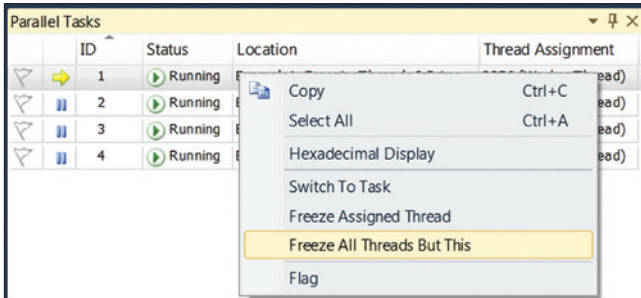 Parallel Tasks
ID Status Location Thread Assignment
1 Running
2 Running
3 Running
4 Running
Copy Ctrl+C
Select All Ctrl+A
Hexadecimal Display
Switch To Task
Freeze Assigned Thread
Freeze All Threads But This
Flag